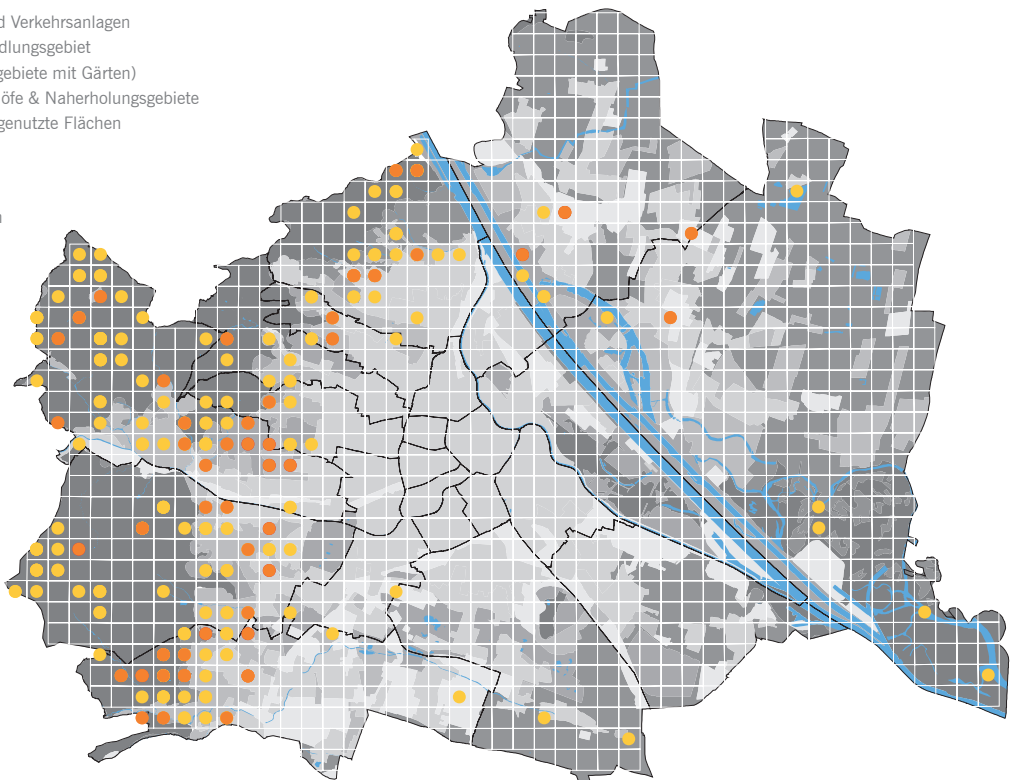 d Verkehrsanlagen
dlungsgebiet
gebiete mit Gärten)
öfe & Naherholungsgebiete
genutzte Flächen